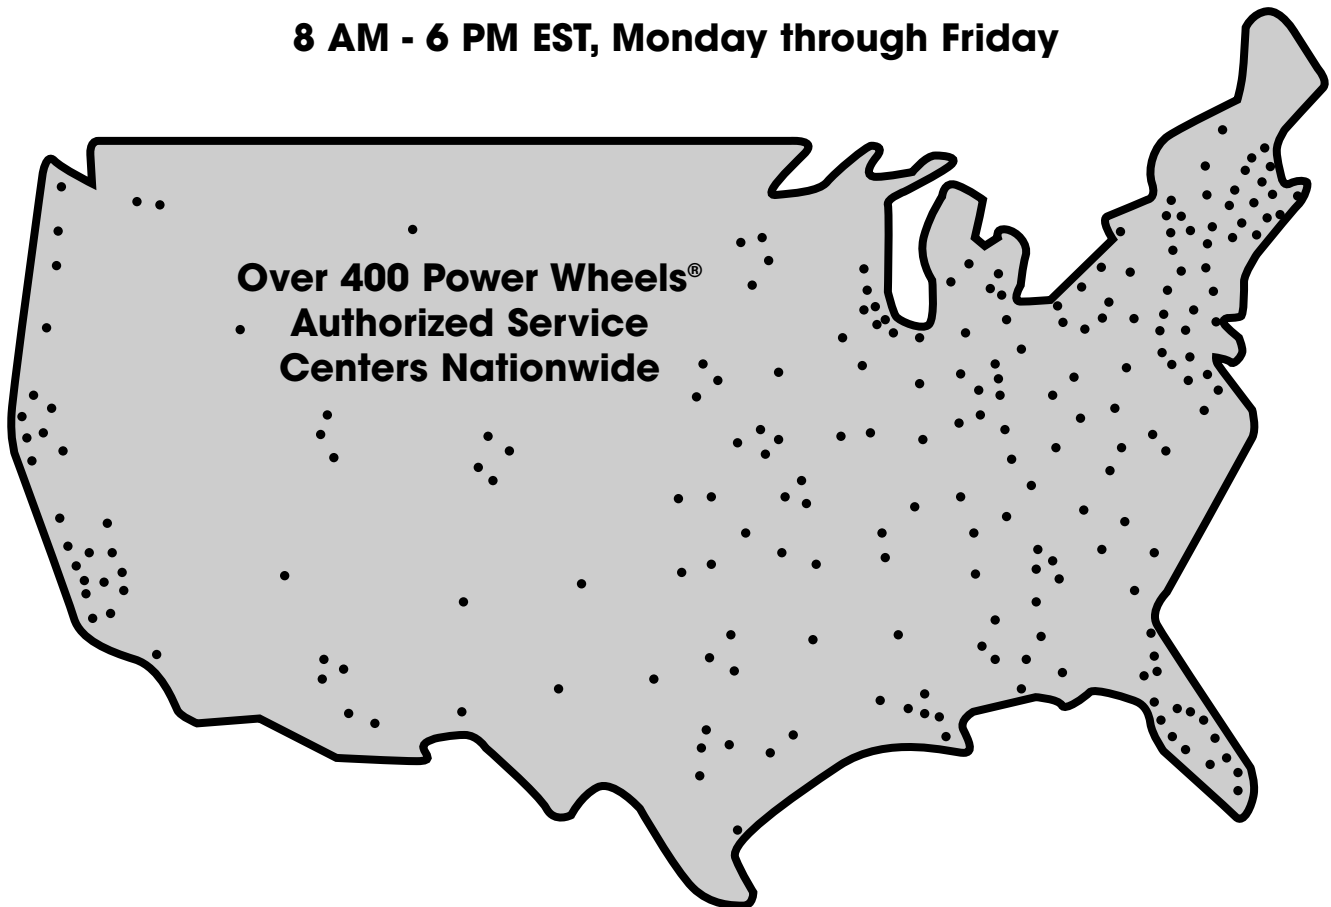 8 AM - 6 PM EST, Monday through Friday
Over 400 Power Wheels®
Authorized Service
Centers Nationwide